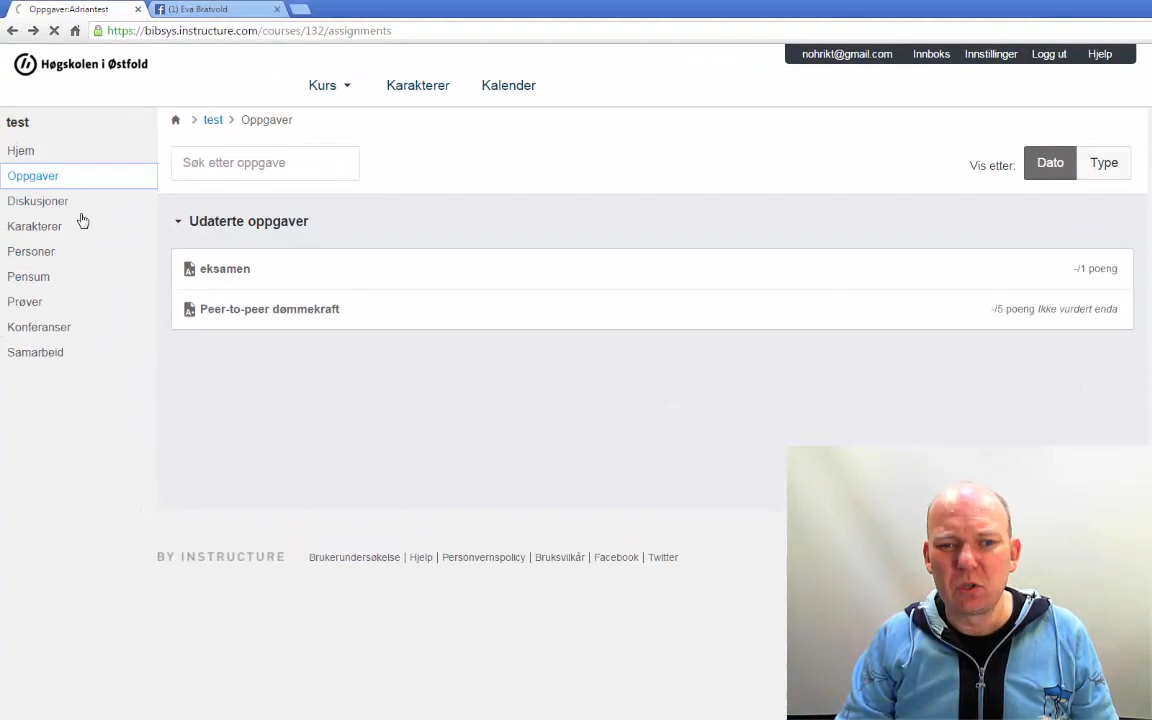 Oppgaver:Adriantest
(1) Eva Bratvold
https://bibsys.instructure.com/courses/132/assignments
Høgskolen i Østfold
nohrikt@gmail.com Innboks Innstillinger Logg ut Hjelp
Kurs Karakterer Kalender
test
test Oppgaver
Hjem
Oppgaver
Diskusjoner
Karakterer
Personer
Pensum
Prøver
Konferanser
Samarbeid
Søk etter oppgave
Vis etter: Dato Type
Udaterte oppgaver
eksamen -/1 poeng
Peer-to-peer dømmekraft -/5 poeng Ikke vurdert enda
BY INSTRUCTURE Brukerundersøkelse | Hjelp | Personvernspolicy | Bruksvilkår | Facebook | Twitter